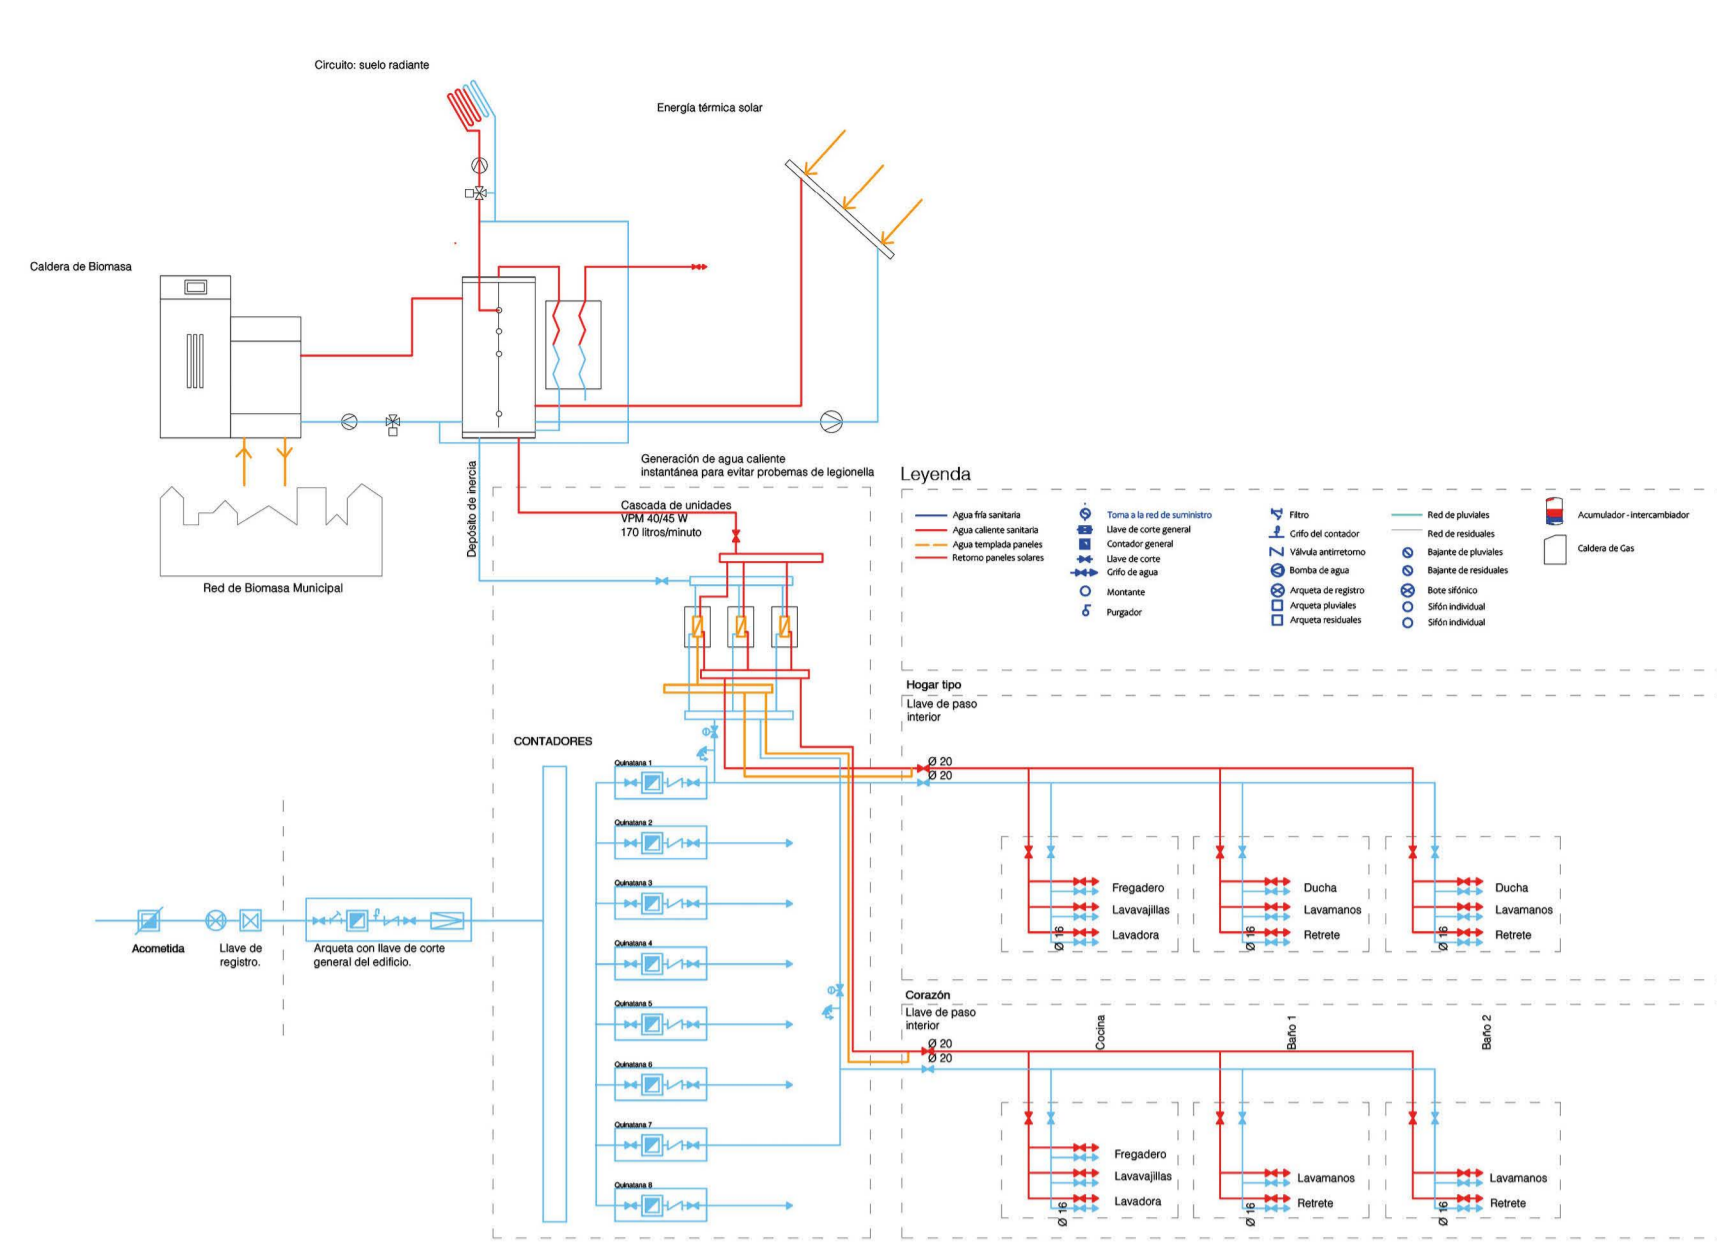 Circuito: suelo radiante
Energía térmica solar
Caldera de Biomasa
Red de Biomasa Municipal
Depósito de inercia
Generación de agua caliente
instantánea para evitar probemas de legionella
Cascada de unidades
VPM 40/45 W
170 litros/minuto
Leyenda
Agua fría sanitaria
Agua caliente sanitaria
Agua templada paneles
Retorno paneles solares
Toma a la red de suministro
Llave de corte general
Contador general
Llave de corte
Grifo de agua
Montante
Purgador
Filtro
Grifo del contador
Válvula antirretorno
Bomba de agua
Arqueta de registro
Arqueta pluviales
Arqueta residuales
Red de pluviales
Red de residuales
Bajante de pluviales
Bajante de residuales
Bote sifónico
Sifón individual
Sifón individual
Acumulador - intercambiador
Caldera de Gas
CONTADORES
Quinatana 1
Quinatana 2
Quinatana 3
Quinatana 4
Quinatana 5
Quinatana 6
Quinatana 7
Quinatana 8
Acometida
Llave de
registro.
Arqueta con llave de corte
general del edificio.
Hogar tipo
Llave de paso
interior
Ø 20
Ø 20
Fregadero
Lavavajillas
Lavadora
Ø 16
Ducha
Lavamanos
Retrete
Ø 16
Ducha
Lavamanos
Retrete
Ø 16
Corazón
Llave de paso
interior
Ø 20
Ø 20
Cocina
Baño 1
Baño 2
Fregadero
Lavavajillas
Lavadora
Ø 16
Lavamanos
Retrete
Ø 16
Lavamanos
Retrete
Ø 16